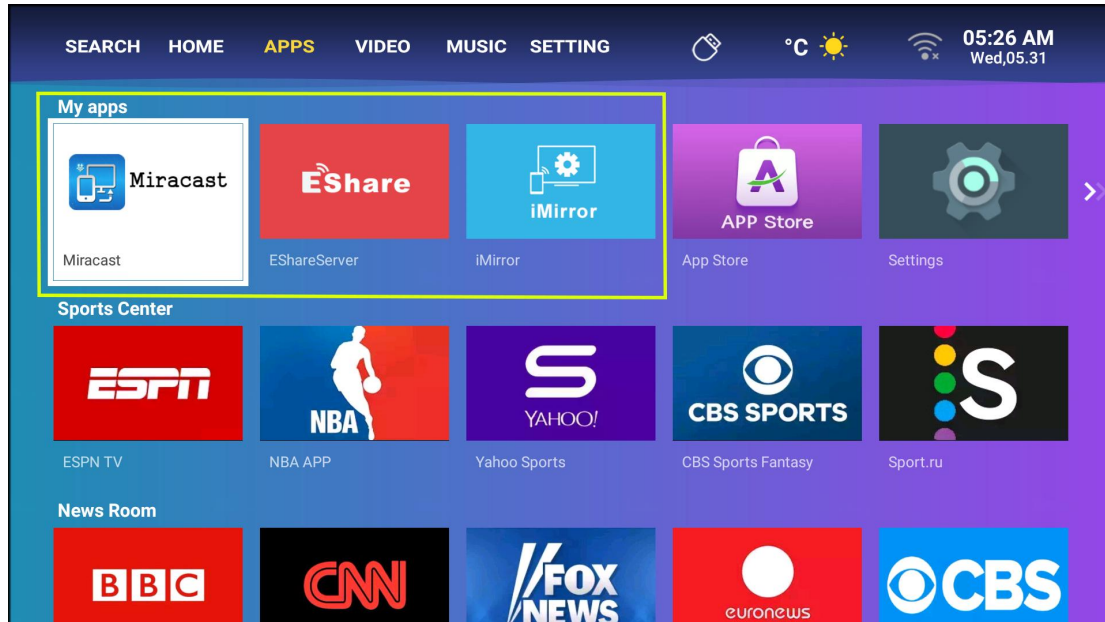 SEARCH HOME APPS VIDEO MUSIC SETTING °C 05:26 AM
Wed,05.31
My apps
Miracast EShare iMirror APP Store
Miracast EShareServer iMirror App Store Settings
Sports Center
ESPN NBA S YAHOO! CBS SPORTS S
ESPN TV NBA APP Yahoo Sports CBS Sports Fantasy Sport.ru
News Room
BBC CNN FOX NEWS euronews CBS